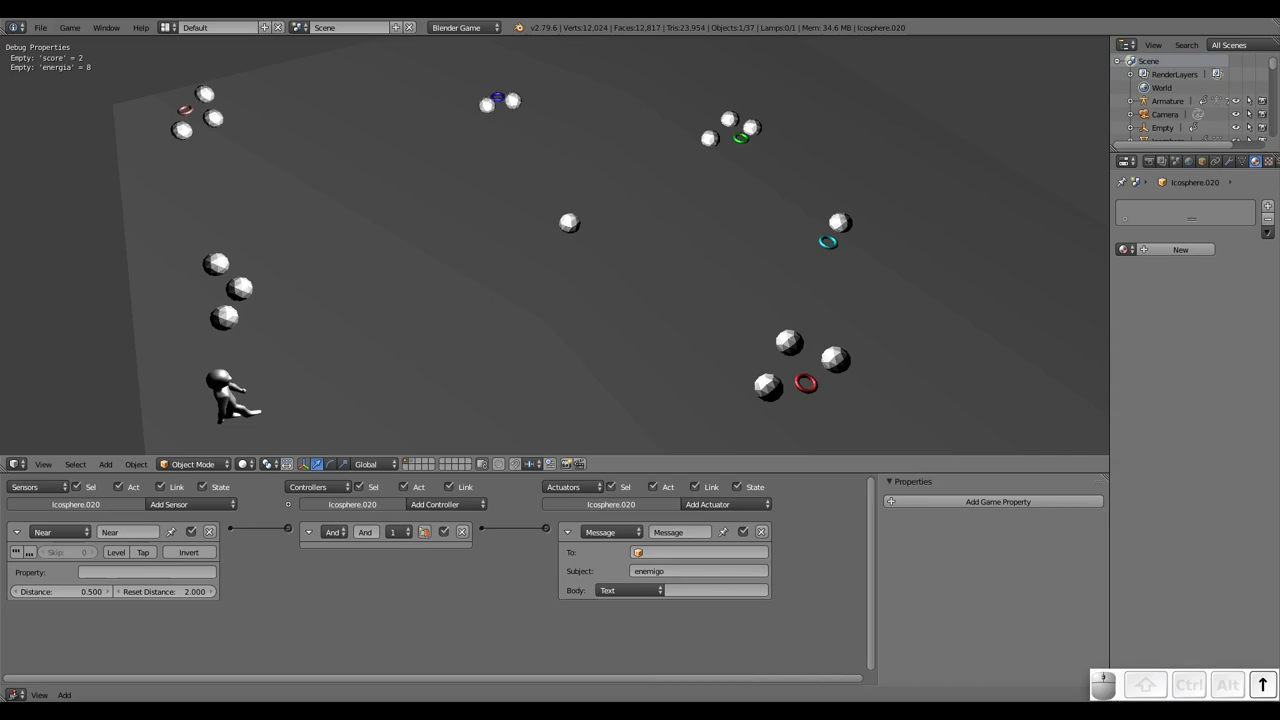 File Game Window Help Default Scene Blender Game v2.79.6 | Verts:12,024 | Faces:12,817 | Tris:23,954 | Objects:1/37 | Lamps:0/1 | Mem: 34.6 MB | Icosphere.020
View Search All Scenes
Debug Properties
Empty: 'score' = 2
Empty: 'energia' = 8
Scene
RenderLayers
World
Armature
Camera
Empty
Icosphere.020
New
View Select Add Object Object Mode Global
Sensors Sel Act Link State Controllers Sel Act Link Actuators Sel Act Link State
Icosphere.020 Add Sensor Icosphere.020 Add Controller Icosphere.020 Add Actuator
Near Near And And 1 Message Message
Skip: 0 Level Tap Invert
To:
Property:
Subject: enemigo
Distance: 0.500 Reset Distance: 2.000
Body: Text
Properties
Add Game Property
View Add
Ctrl Alt